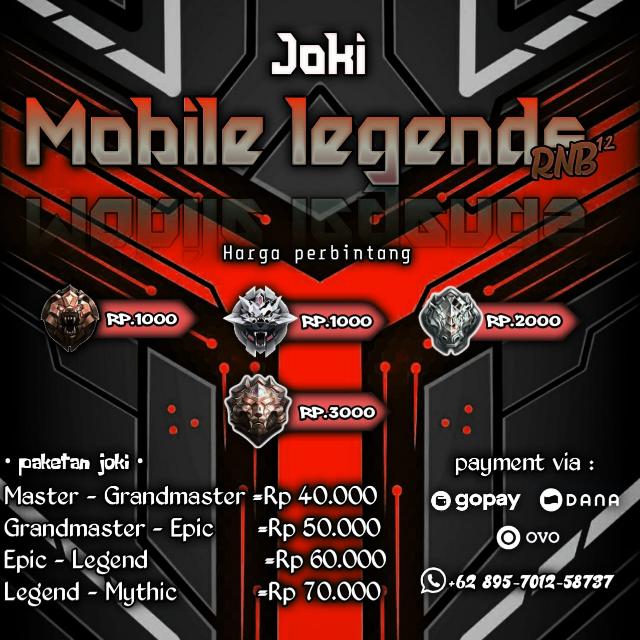 Joki
Mobile legends
RNB12
Harga perbintang
RP.1000
RP.1000
RP.2000
RP.3000
• paketan joki •
Master - Grandmaster =Rp 40.000
Grandmaster - Epic =Rp 50.000
Epic - Legend =Rp 60.000
Legend - Mythic =Rp 70.000
payment via :
gopay DANA
OVO
+62 895-7012-58737